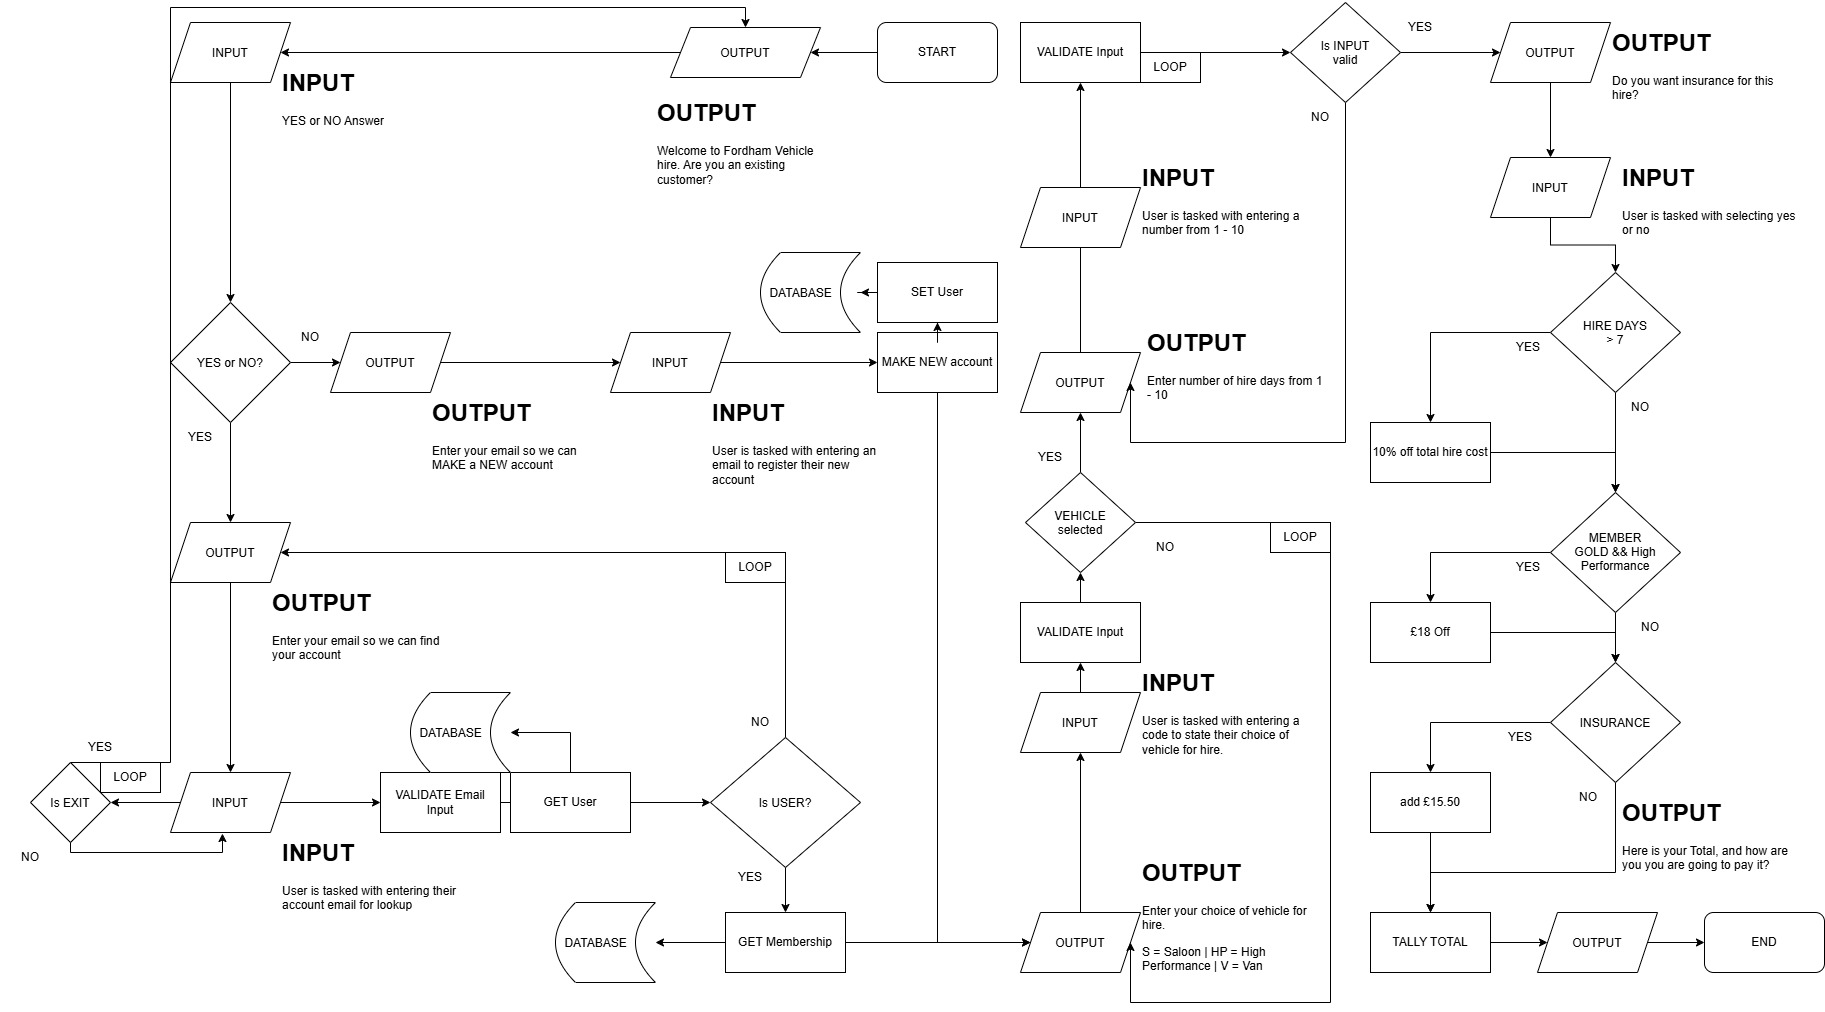 INPUT
OUTPUT
START
INPUT
YES or NO Answer
OUTPUT
Welcome to Fordham Vehicle
hire. Are you an existing
customer?
YES or NO?
NO
OUTPUT
OUTPUT
Enter your email so we can
MAKE a NEW account
INPUT
INPUT
User is tasked with entering an
email to register their new
account
DATABASE
SET User
MAKE NEW account
YES
OUTPUT
OUTPUT
Enter your email so we can find
your account
LOOP
YES
LOOP
Is EXIT
NO
INPUT
INPUT
User is tasked with entering their
account email for lookup
DATABASE
VALIDATE Email
Input
GET User
NO
Is USER?
YES
DATABASE
GET Membership
OUTPUT
OUTPUT
Enter your choice of vehicle for
hire.
S = Saloon | HP = High
Performance | V = Van
INPUT
INPUT
User is tasked with entering a
code to state their choice of
vehicle for hire.
VALIDATE Input
VEHICLE
selected
NO
LOOP
YES
OUTPUT
OUTPUT
Enter number of hire days from 1
- 10
INPUT
INPUT
User is tasked with entering a
number from 1 - 10
VALIDATE Input
LOOP
Is INPUT
valid
NO
YES
OUTPUT
OUTPUT
Do you want insurance for this
hire?
INPUT
INPUT
User is tasked with selecting yes
or no
HIRE DAYS
> 7
YES
NO
10% off total hire cost
MEMBER
GOLD && High
Performance
YES
NO
£18 Off
INSURANCE
YES
NO
add £15.50
OUTPUT
Here is your Total, and how are
you you are going to pay it?
TALLY TOTAL
OUTPUT
END